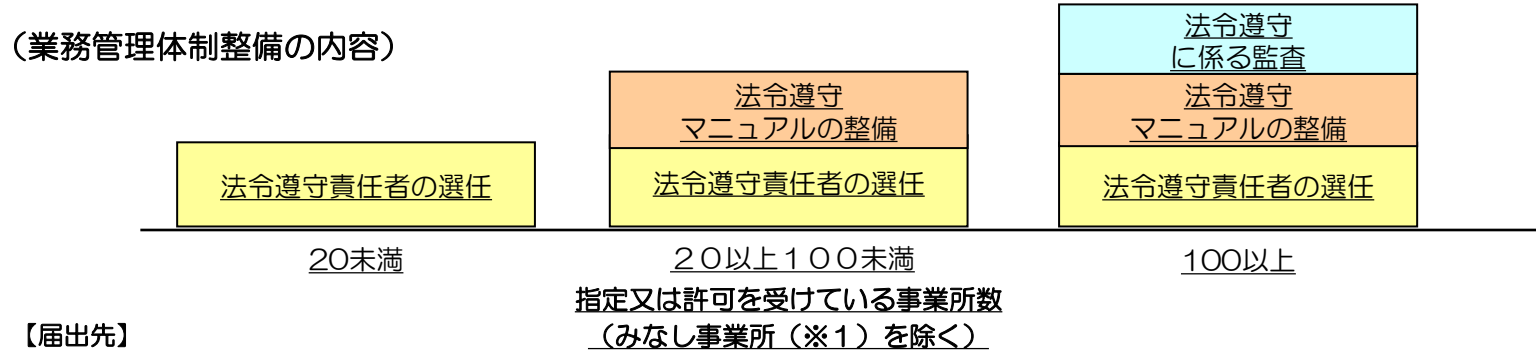 （業務管理体制整備の内容）
法令遵守
に係る監査
法令遵守
マニュアルの整備
法令遵守
マニュアルの整備
法令遵守責任者の選任
法令遵守責任者の選任
法令遵守責任者の選任
20未満
２０以上１００未満
100以上
指定又は許可を受けている事業所数
（みなし事業所（※１）を除く）
【届出先】